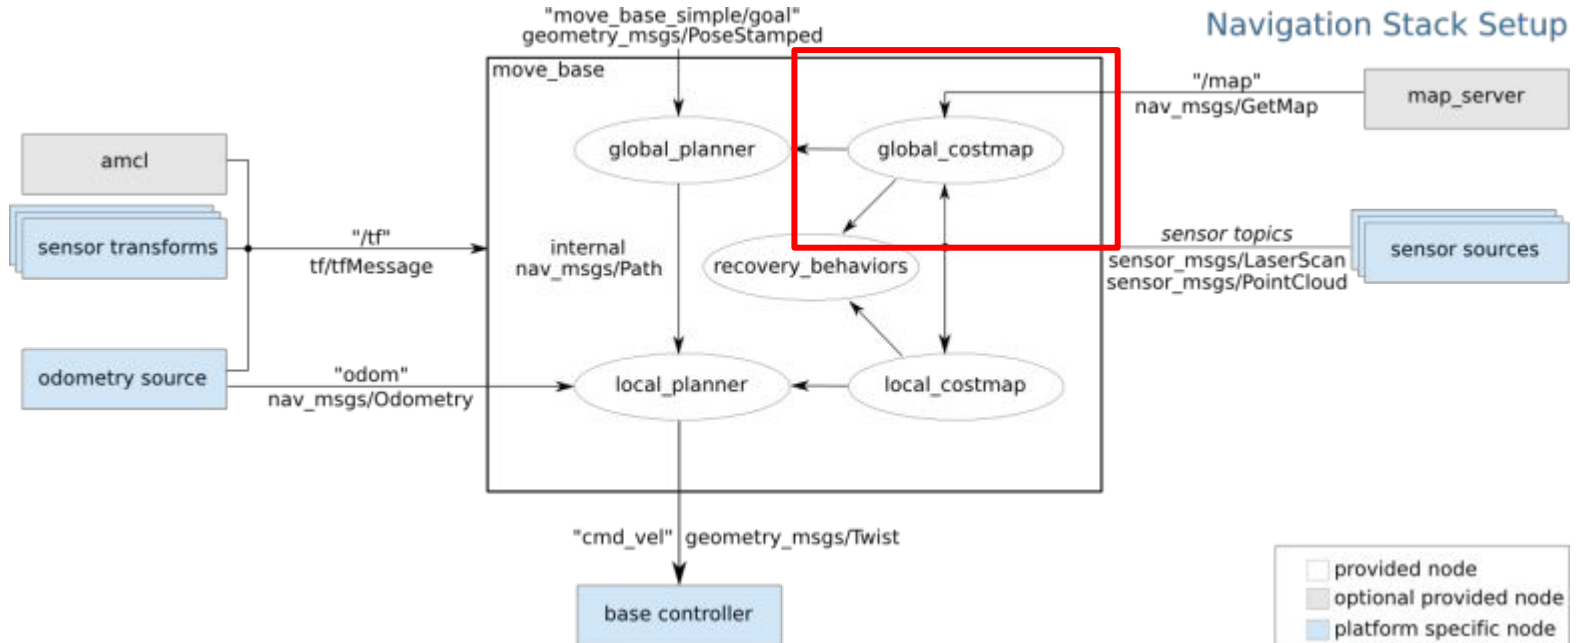 "move_base_simple/goal"
geometry_msgs/PoseStamped
Navigation Stack Setup
move_base
"/map"
nav_msgs/GetMap
map_server
global_planner
global_costmap
amcl
sensor transforms
"/tf"
tf/tfMessage
internal
nav_msgs/Path
recovery_behaviors
sensor topics
sensor_msgs/LaserScan
sensor_msgs/PointCloud
sensor sources
odometry source
"odom"
nav_msgs/Odometry
local_planner
local_costmap
"cmd_vel" geometry_msgs/Twist
base controller
provided node
optional provided node
platform specific node